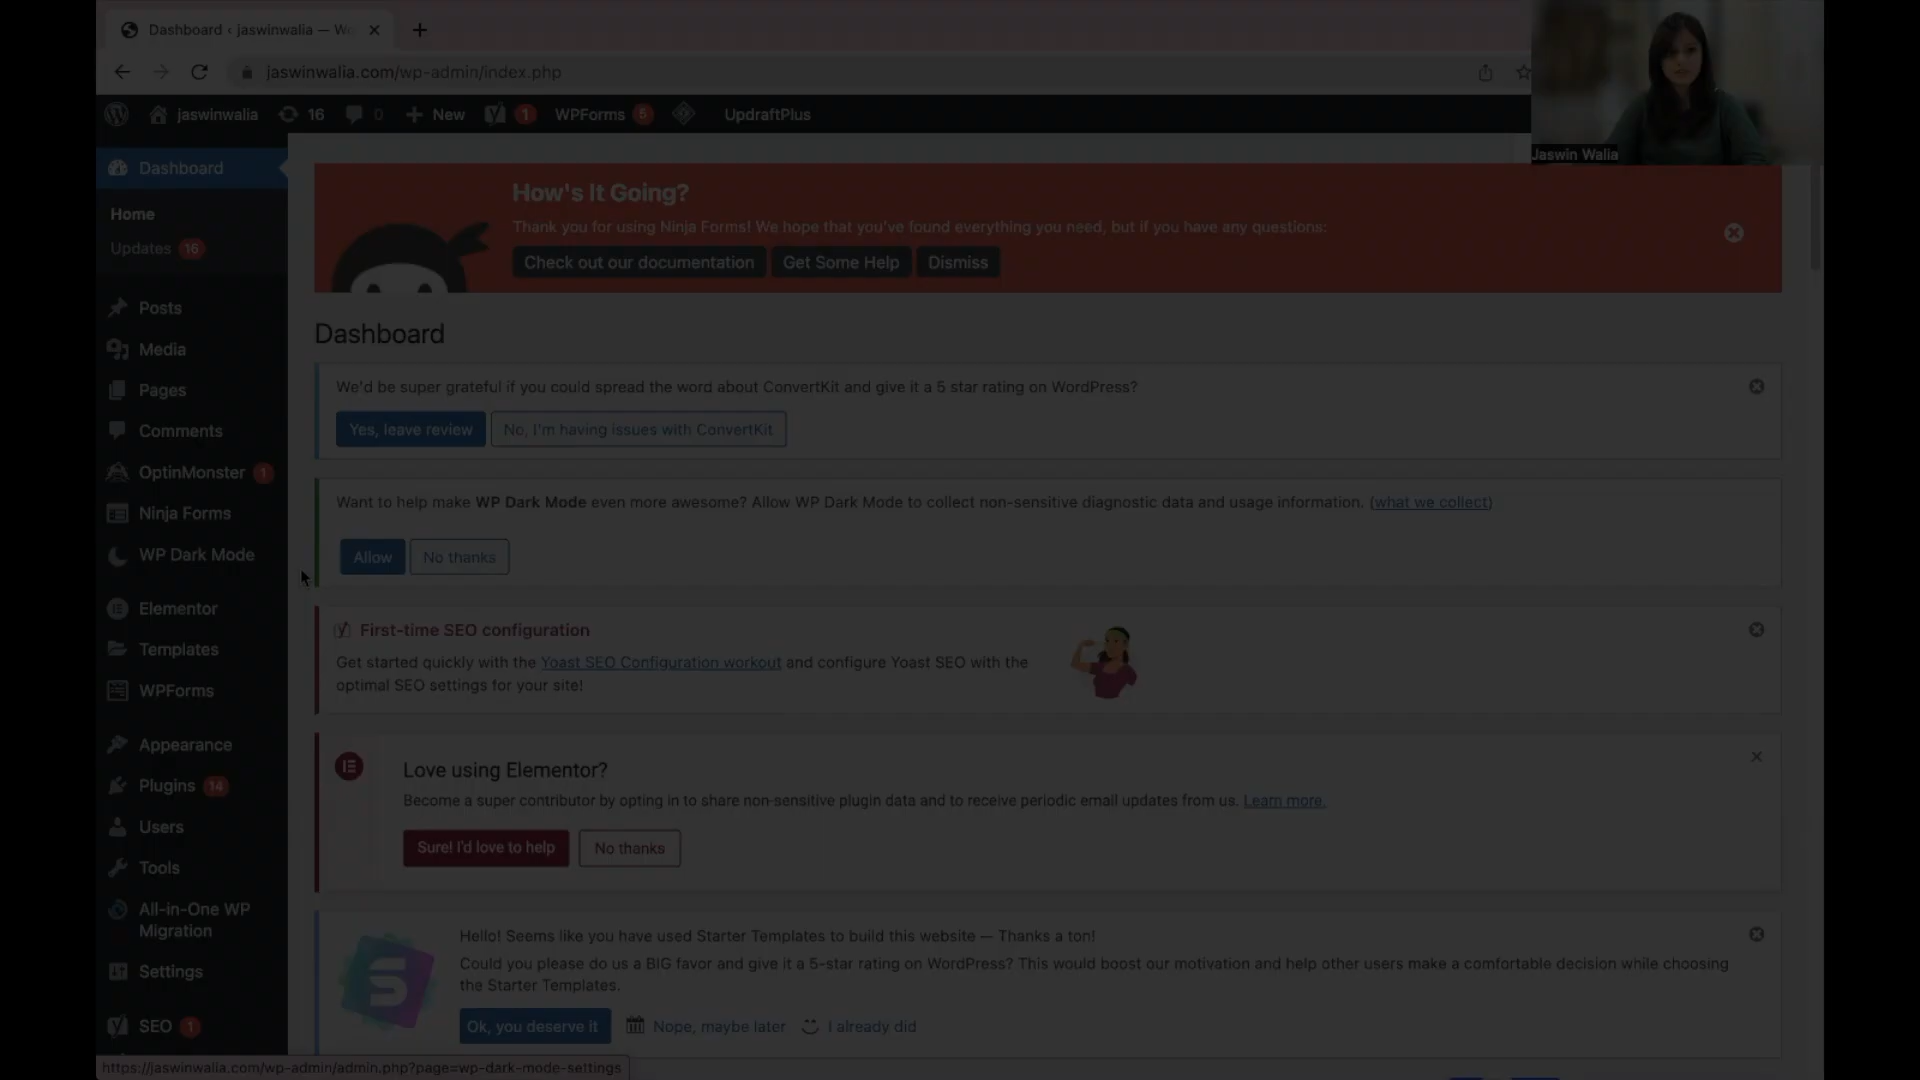 Dashboard ‹ jaswinwalia — W
jaswinwalia.com/wp-admin/index.php
jaswinwalia 16 0 New 1 WPForms 5 UpdraftPlus
Jaswin Walia
Dashboard
Home
Updates 16
Posts
Media
Pages
Comments
OptinMonster 1
Ninja Forms
WP Dark Mode
Elementor
Templates
WPForms
Appearance
Plugins 14
Users
Tools
All-in-One WP
Migration
Settings
SEO 1
How's It Going?
Thank you for using Ninja Forms! We hope that you've found everything you need, but if you have any questions:
Check out our documentation Get Some Help Dismiss
Dashboard
We'd be super grateful if you could spread the word about ConvertKit and give it a 5 star rating on WordPress?
Yes, leave review No, I'm having issues with ConvertKit
Want to help make WP Dark Mode even more awesome? Allow WP Dark Mode to collect non-sensitive diagnostic data and usage information. (what we collect)
Allow No thanks
First-time SEO configuration
Get started quickly with the Yoast SEO Configuration workout and configure Yoast SEO with the
optimal SEO settings for your site!
Love using Elementor?
Become a super contributor by opting in to share non-sensitive plugin data and to receive periodic email updates from us. Learn more.
Sure! I'd love to help No thanks
Hello! Seems like you have used Starter Templates to build this website — Thanks a ton!
Could you please do us a BIG favor and give it a 5-star rating on WordPress? This would boost our motivation and help other users make a comfortable decision while choosing
the Starter Templates.
Ok, you deserve it Nope, maybe later I already did
https://jaswinwalia.com/wp-admin/admin.php?page=wp-dark-mode-settings